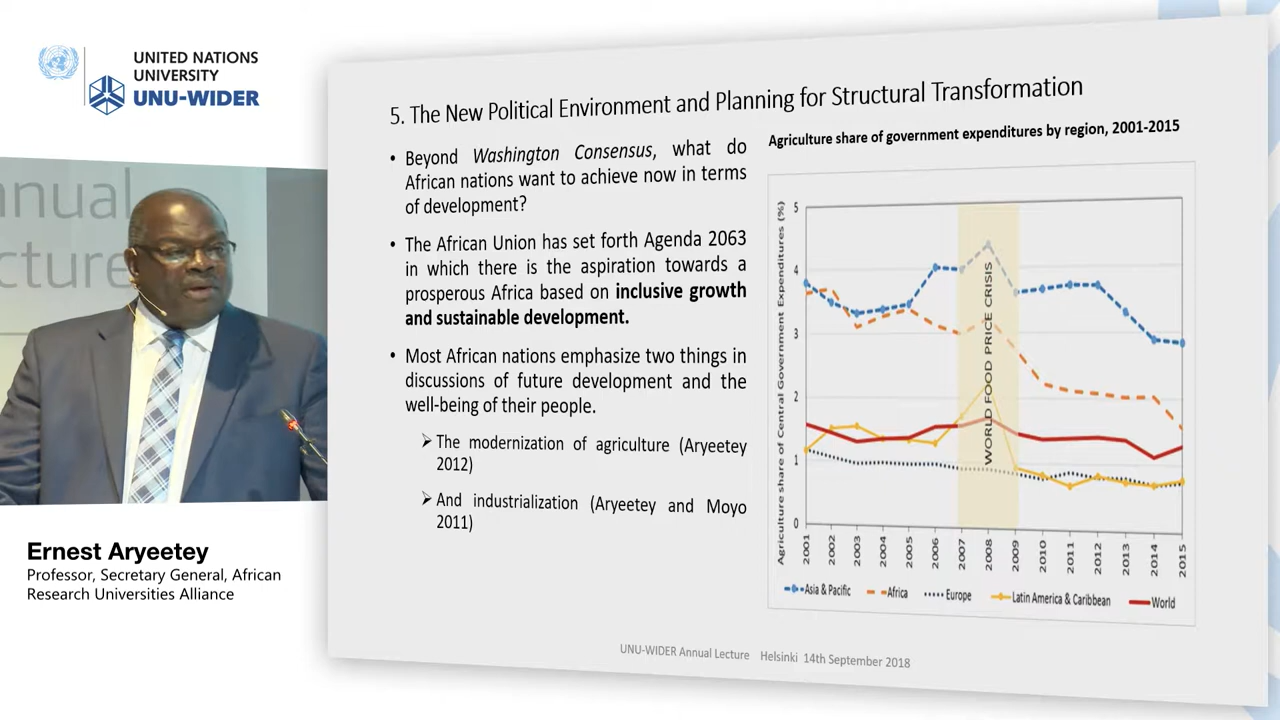 UNITED NATIONS
UNIVERSITY
UNU-WIDER
nnual
cture
Ernest Aryeetey
Professor, Secretary General, African
Research Universities Alliance
5. The New Political Environment and Planning for Structural Transformation
• Beyond Washington Consensus, what do
African nations want to achieve now in terms
of development?
• The African Union has set forth Agenda 2063
in which there is the aspiration towards a
prosperous Africa based on inclusive growth
and sustainable development.
• Most African nations emphasize two things in
discussions of future development and the
well-being of their people.
➢ The modernization of agriculture (Aryeetey
2012)
➢ And industrialization (Aryeetey and Moyo
2011)
Agriculture share of government expenditures by region, 2001-2015
Agriculture share of Central Government Expenditures (%)
5
4
3
2
1
0
WORLD FOOD PRICE CRISIS
2001 2002 2003 2004 2005 2006 2007 2008 2009 2010 2011 2012 2013 2014 2015
Asia & Pacific Africa Europe Latin America & Caribbean World
UNU-WIDER Annual Lecture Helsinki 14th September 2018